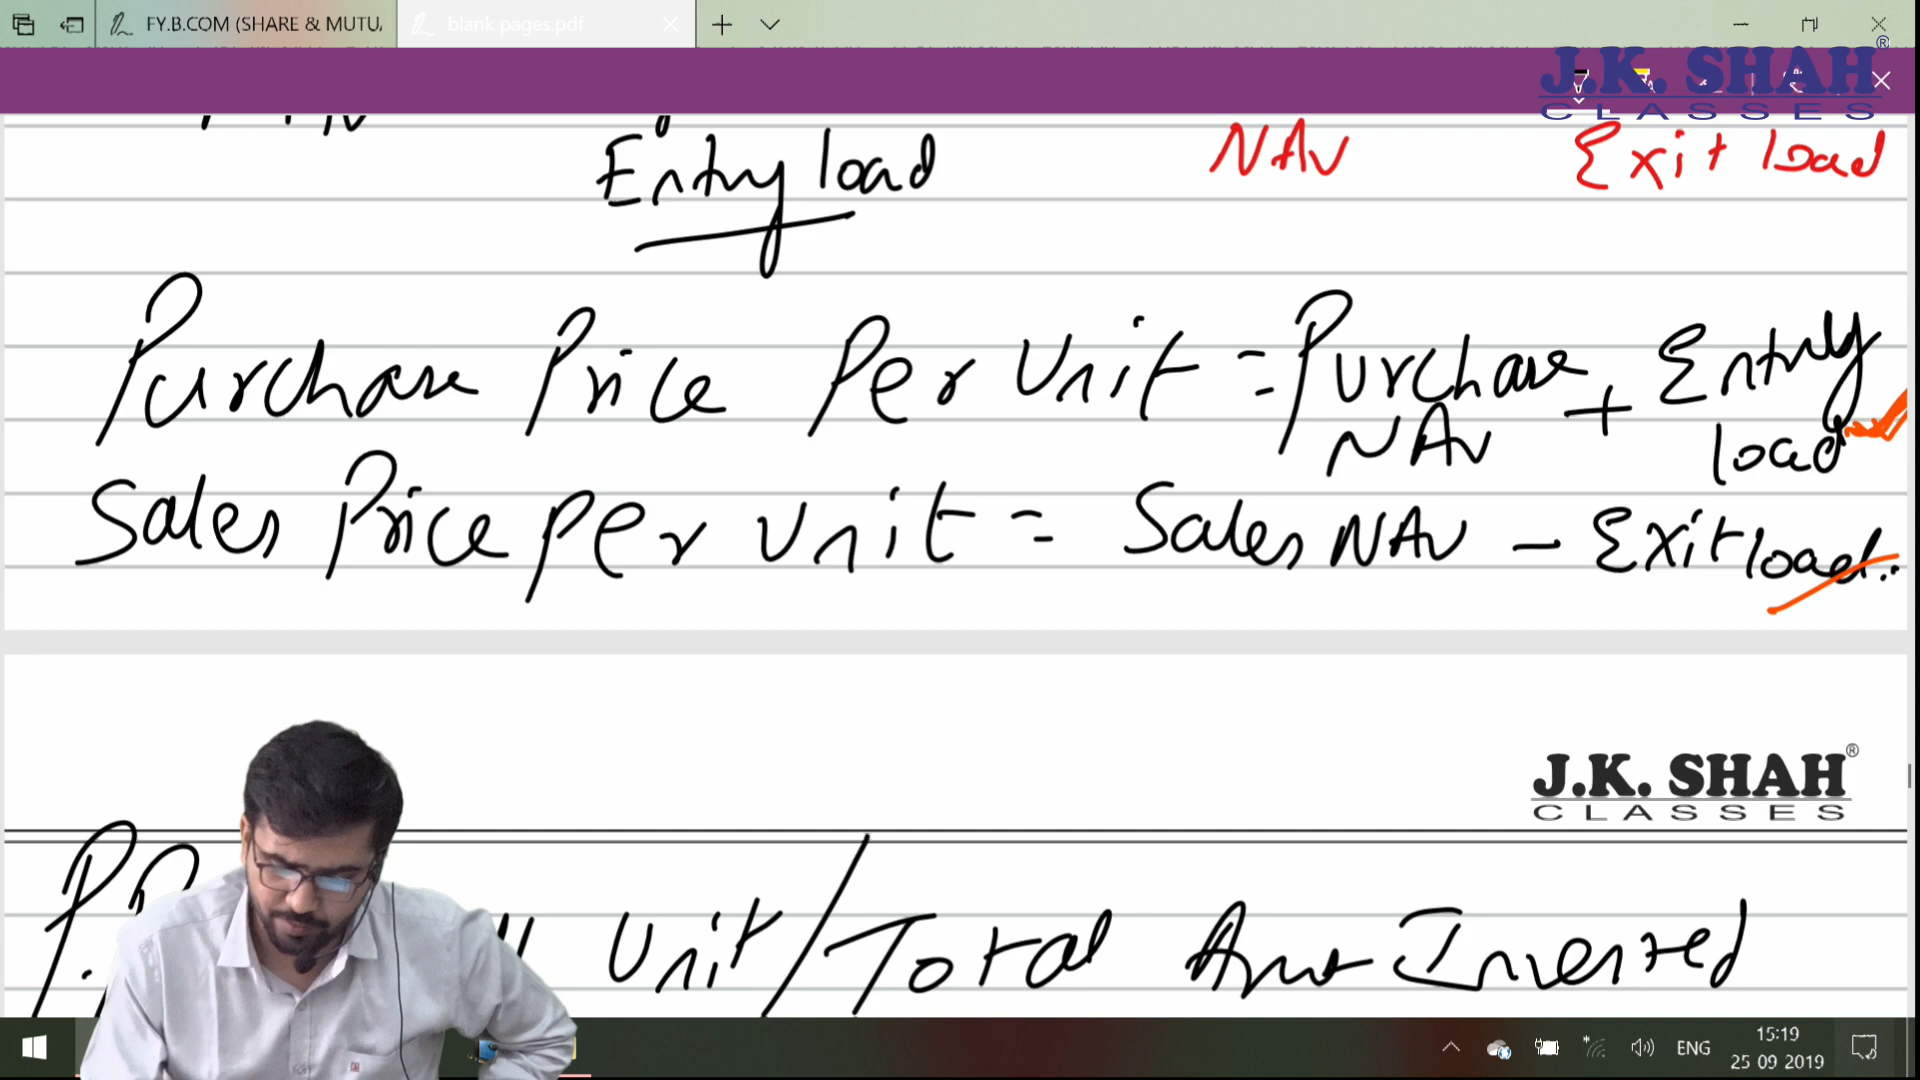 FY.B.COM (SHARE & MUTU
blank pages.pdf
J.K. SHAH®
CLASSES
Entry load
NAV
Exit load
Purchase Price Per Unit = Purchase NAV + Entry load
Sales Price per unit = Sales NAV - Exit load.
J.K. SHAH®
CLASSES
P.P. Unit / Total Amt Invested
ENG
15:19
25 09 2019